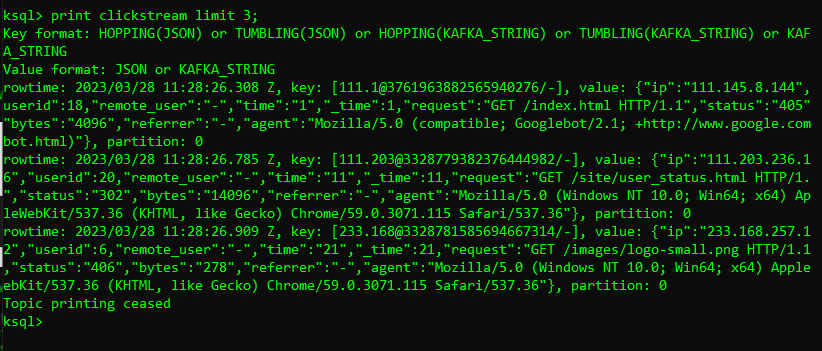 ksql> print clickstream limit 3;
Key format: HOPPING(JSON) or TUMBLING(JSON) or HOPPING(KAFKA_STRING) or TUMBLING(KAFKA_STRING) or KAF
A_STRING
Value format: JSON or KAFKA_STRING
rowtime: 2023/03/28 11:28:26.308 Z, key: [111.1@3761963882565940276/-], value: {"ip":"111.145.8.144",
userid":18,"remote_user":"-","time":"1","_time":1,"request":"GET /index.html HTTP/1.1","status":"405"
"bytes":"4096","referrer":"-","agent":"Mozilla/5.0 (compatible; Googlebot/2.1; +http://www.google.com
bot.html)"}, partition: 0
rowtime: 2023/03/28 11:28:26.785 Z, key: [111.203@3328779382376444982/-], value: {"ip":"111.203.236.1
6","userid":20,"remote_user":"-","time":"11","_time":11,"request":"GET /site/user_status.html HTTP/1.
","status":"302","bytes":"14096","referrer":"-","agent":"Mozilla/5.0 (Windows NT 10.0; Win64; x64) Ap
leWebKit/537.36 (KHTML, like Gecko) Chrome/59.0.3071.115 Safari/537.36"}, partition: 0
rowtime: 2023/03/28 11:28:26.909 Z, key: [233.168@3328781585694667314/-], value: {"ip":"233.168.257.1
2","userid":6,"remote_user":"-","time":"21","_time":21,"request":"GET /images/logo-small.png HTTP/1.1
,"status":"406","bytes":"278","referrer":"-","agent":"Mozilla/5.0 (Windows NT 10.0; Win64; x64) Apple
ebKit/537.36 (KHTML, like Gecko) Chrome/59.0.3071.115 Safari/537.36"}, partition: 0
Topic printing ceased
ksql>